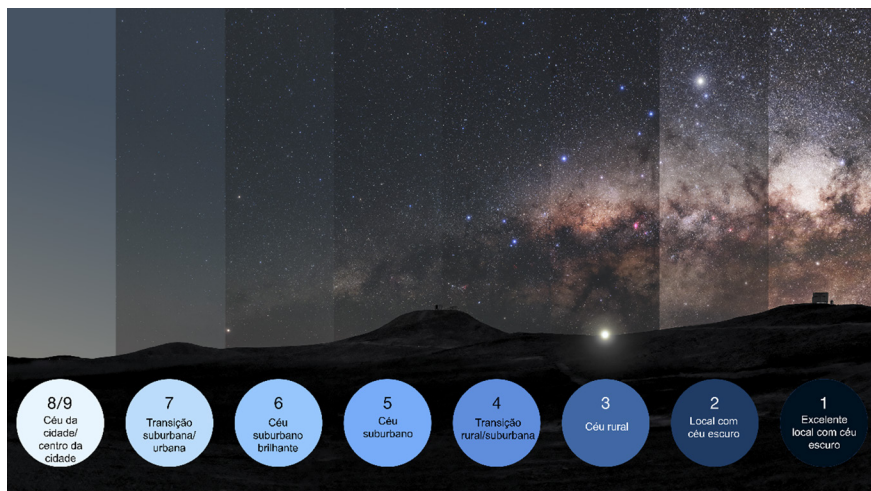 8/9
Céu da
cidade/
centro da
cidade
7
Transição
suburbana/
urbana
6
Céu
suburbano
brilhante
5
Céu
suburbano
4
Transição
rural/suburbana
3
Céu rural
2
Local com
céu escuro
1
Excelente
local com céu
escuro